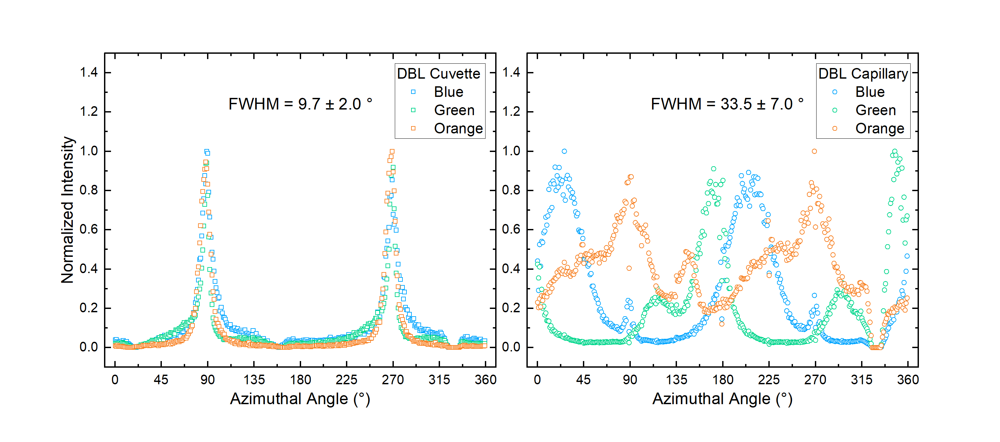 DBL Cuvette
Blue
Green
Orange
FWHM = 9.7 ± 2.0 °
Normalized Intensity
1.4
1.2
1.0
0.8
0.6
0.4
0.2
0.0
0 45 90 135 180 225 270 315 360
Azimuthal Angle (°)
DBL Capillary
Blue
Green
Orange
FWHM = 33.5 ± 7.0 °
1.4
1.2
1.0
0.8
0.6
0.4
0.2
0.0
0 45 90 135 180 225 270 315 360
Azimuthal Angle (°)